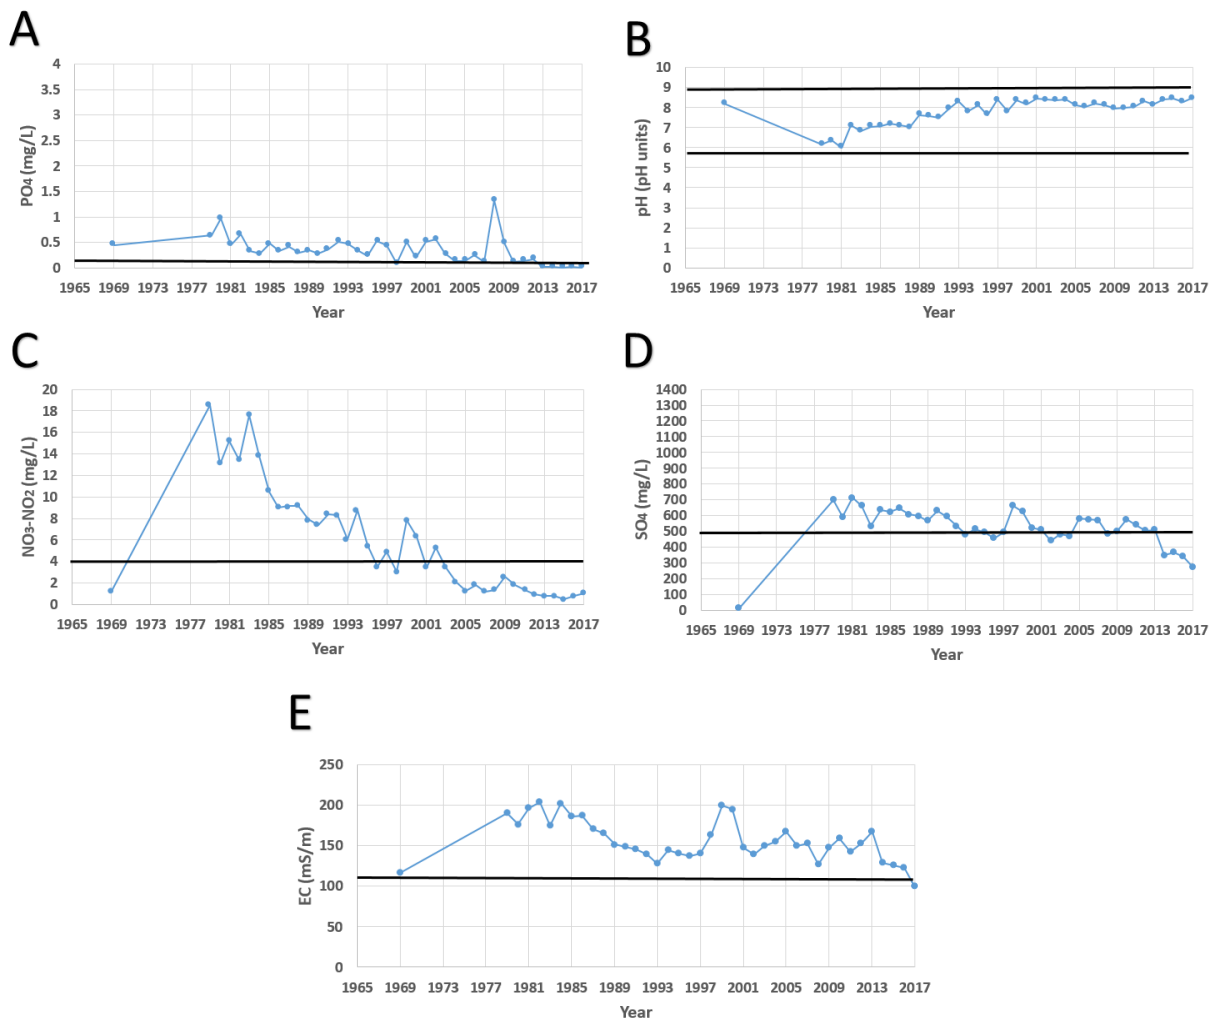 A
4
3.5
3
2.5
2
1.5
1
0.5
0
PO4 (mg/L)
1965 1969 1973 1977 1981 1985 1989 1993 1997 2001 2005 2009 2013 2017
Year
B
10
9
8
7
6
5
4
3
2
1
0
pH (pH units)
1965 1969 1973 1977 1981 1985 1989 1993 1997 2001 2005 2009 2013 2017
Year
C
20
18
16
14
12
10
8
6
4
2
0
NO3-NO2 (mg/L)
1965 1969 1973 1977 1981 1985 1989 1993 1997 2001 2005 2009 2013 2017
Year
D
1400
1300
1200
1100
1000
900
800
700
600
500
400
300
200
100
0
SO4 (mg/L)
1965 1969 1973 1977 1981 1985 1989 1993 1997 2001 2005 2009 2013 2017
Year
E
250
200
150
100
50
0
EC (mS/m)
1965 1969 1973 1977 1981 1985 1989 1993 1997 2001 2005 2009 2013 2017
Year